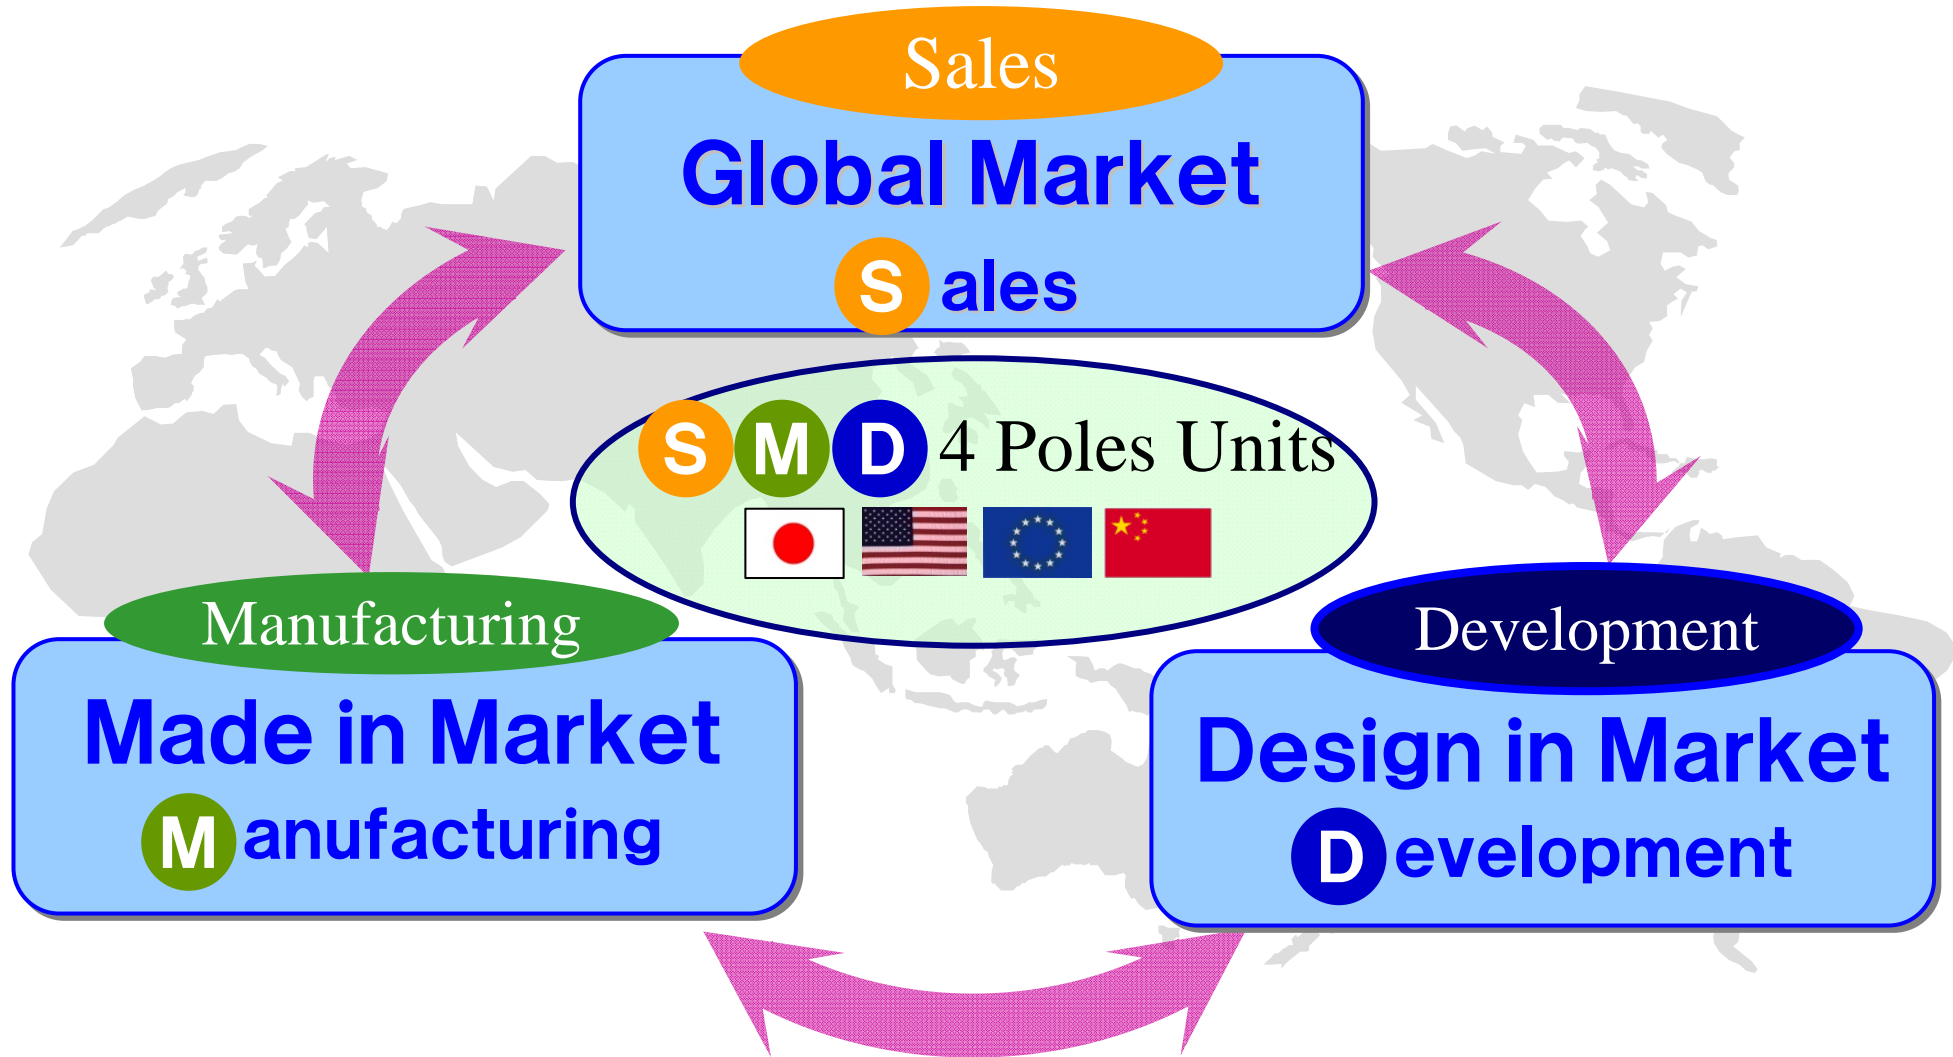 Sales
Global Market
S ales
S M D 4 Poles Units
Manufacturing
Made in Market
M anufacturing
Development
Design in Market
D evelopment